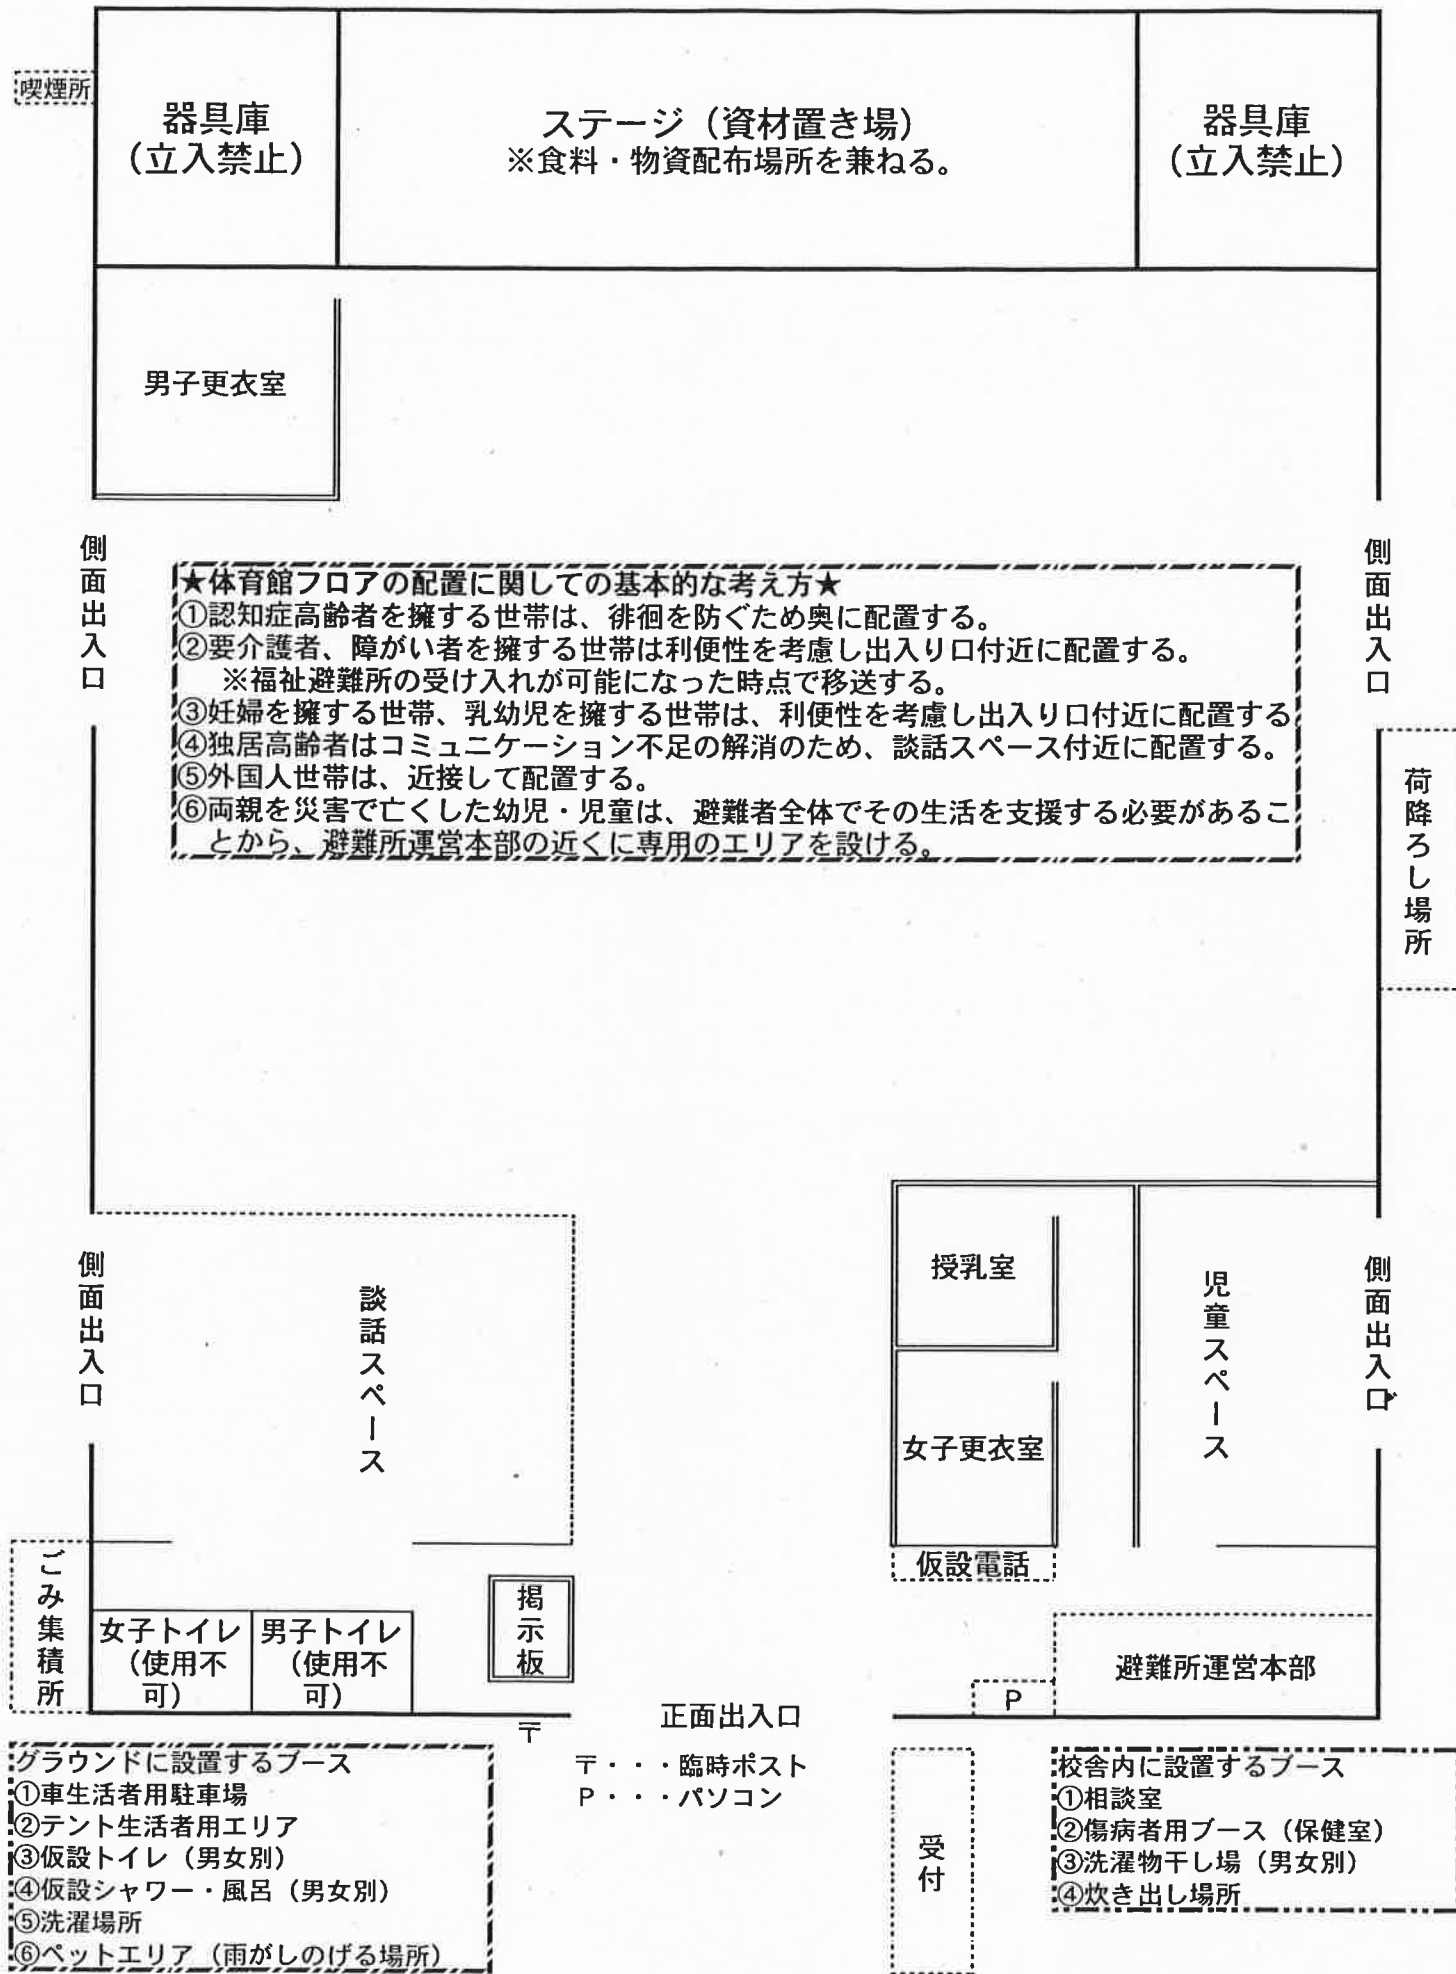 喫煙所
器具庫
(立入禁止)
ステージ（資材置き場）
※食料・物資配布場所を兼ねる。
器具庫
(立入禁止)
男子更衣室
側面出入口
側面出入口
★体育館フロアの配置に関しての基本的な考え方★
①認知症高齢者を擁する世帯は、徘徊を防ぐため奥に配置する。
②要介護者、障がい者を擁する世帯は利便性を考慮し出入り口付近に配置する。
※福祉避難所の受け入れが可能になった時点で移送する。
③妊婦を擁する世帯、乳幼児を擁する世帯は、利便性を考慮し出入り口付近に配置する
④独居高齢者はコミュニケーション不足の解消のため、談話スペース付近に配置する。
⑤外国人世帯は、近接して配置する。
⑥両親を災害で亡くした幼児・児童は、避難者全体でその生活を支援する必要があるこ
とから、避難所運営本部の近くに専用のエリアを設ける。
荷降ろし場所
側面出入口
談話スペース
授乳室
女子更衣室
児童スペース
側面出入口
仮設電話
ごみ集積所
女子トイレ
(使用不
可)
男子トイレ
(使用不
可)
掲示板
避難所運営本部
P
正面出入口
〒
〒・・・臨時ポスト
P・・・パソコン
グラウンドに設置するブース
①車生活者用駐車場
②テント生活者用エリア
③仮設トイレ（男女別）
④仮設シャワー・風呂（男女別）
⑤洗濯場所
⑥ペットエリア（雨がしのげる場所）
受付
校舎内に設置するブース
①相談室
②傷病者用ブース（保健室）
③洗濯物干し場（男女別）
④炊き出し場所